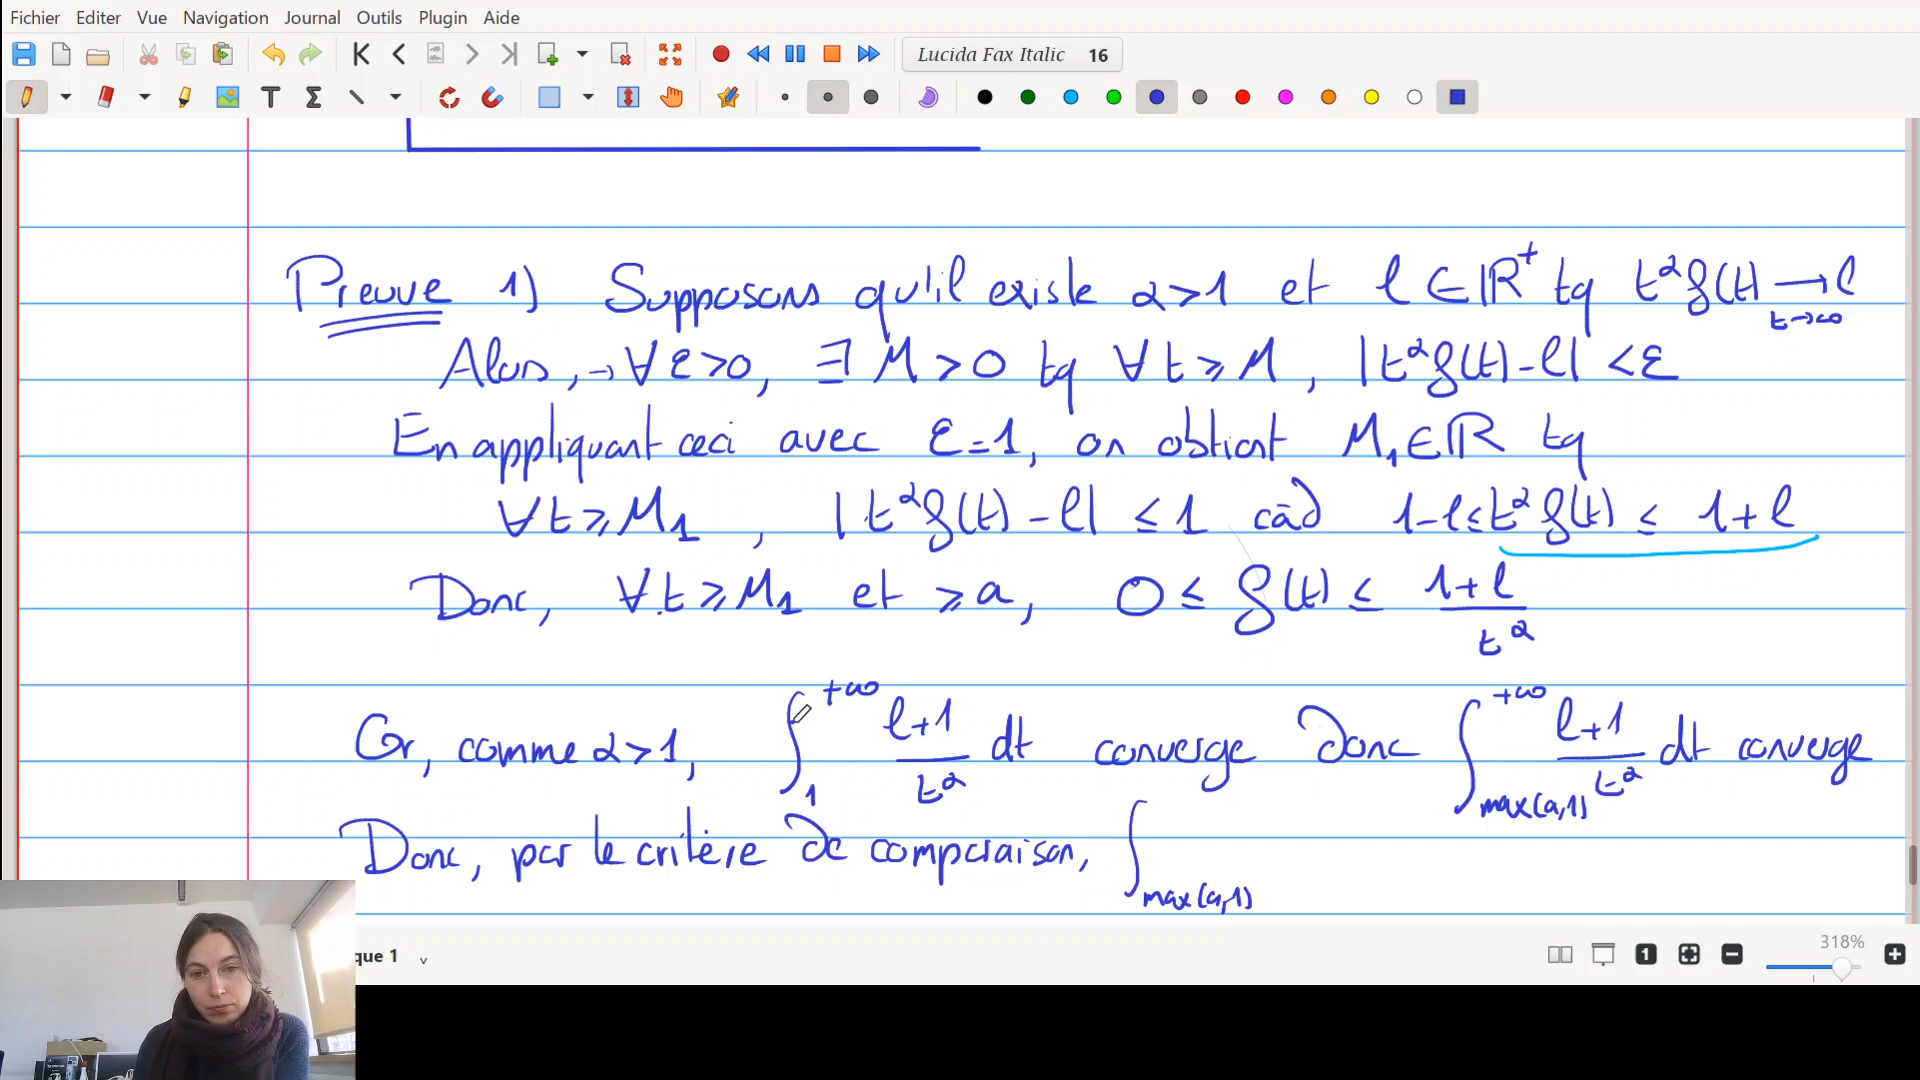 Fichier Editer Vue Navigation Journal Outils Plugin Aide
Lucida Fax Italic 16
Preuve 1) Supposons qu'il existe α>1 et l ∈ ℝ⁺ tq t^α f(t) → l t→∞
Alors, → ∀ ε>0, ∃ M>0 tq ∀ t ≥ M, |t^α f(t) - l| < ε
En appliquant ceci avec ε=1, on obtient M₁ ∈ ℝ tq
∀ t ≥ M₁, |t^α f(t) - l| ≤ 1 càd 1-l ≤ t^α f(t) ≤ 1+l
Donc, ∀ t ≥ M₁ et ≥ a, 0 ≤ f(t) ≤ (1+l)/t^α
Or, comme α>1, ∫₁^{+∞} (l+1)/t^α dt converge donc ∫_{max(a,1)}^{+∞} (l+1)/t^α dt converge
Donc, par le critère de comparaison, ∫_{max(a,1)}
que 1
1
318%